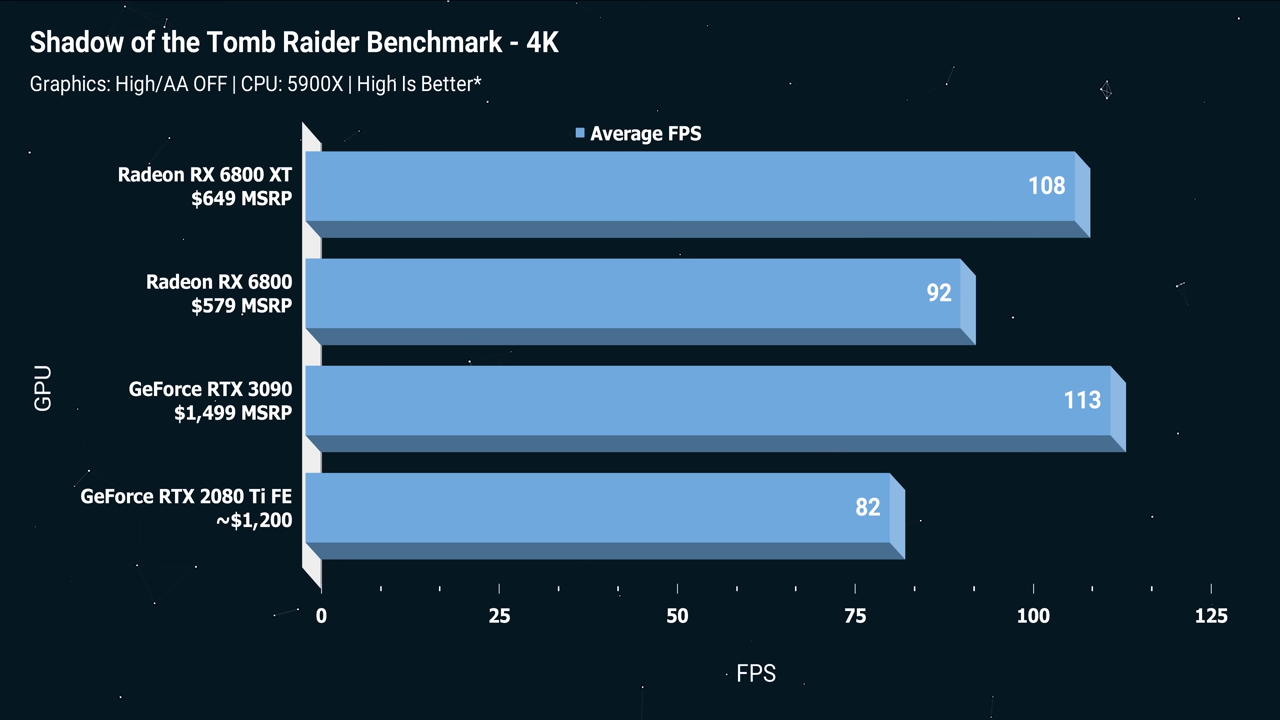 Shadow of the Tomb Raider Benchmark - 4K
Graphics: High/AA OFF | CPU: 5900X | High Is Better*
Average FPS
Radeon RX 6800 XT
$649 MSRP
108
Radeon RX 6800
$579 MSRP
92
GPU
GeForce RTX 3090
$1,499 MSRP
113
GeForce RTX 2080 Ti FE
~$1,200
82
0 25 50 75 100 125
FPS